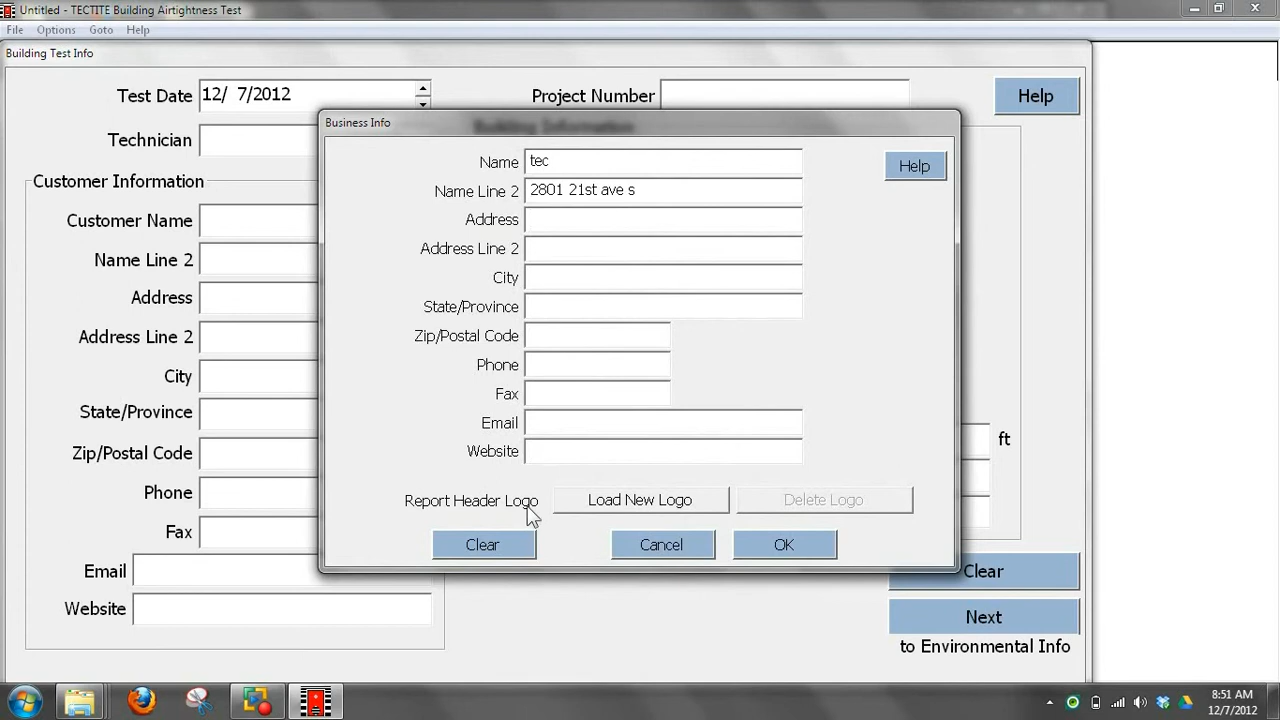 Untitled - TECTITE Building Airtightness Test
File Options Goto Help
Building Test Info
Test Date 12/ 7/2012 Project Number Help
Technician
Customer Information
Customer Name
Name Line 2
Address
Address Line 2
City
State/Province
Zip/Postal Code
Phone
Fax
Email
Website
Building Information
Business Info
Name tec Help
Name Line 2 2801 21st ave s
Address
Address Line 2
City
State/Province
Zip/Postal Code
Phone
Fax
Email
Website
Report Header Logo Load New Logo Delete Logo
Clear Cancel OK
ft
Clear
Next
to Environmental Info
8:51 AM
12/7/2012